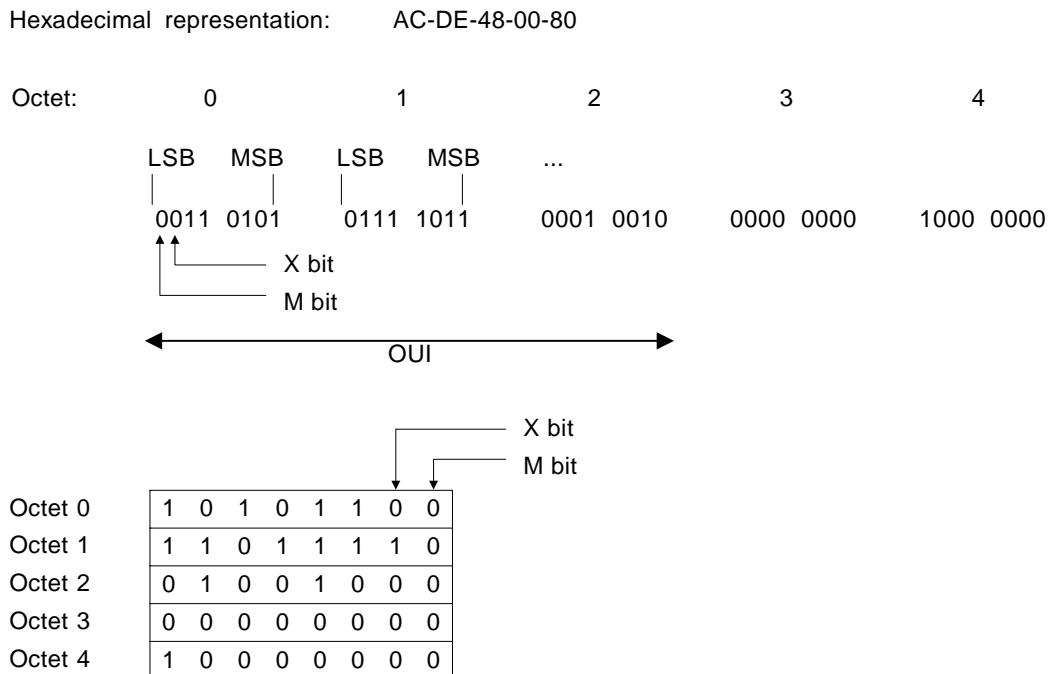 Hexadecimal representation: AC-DE-48-00-80
Octet: 0 1 2 3 4
LSB MSB LSB MSB ...
0011 0101 0111 1011 0001 0010 0000 0000 1000 0000
X bit
M bit
OUI
X bit
M bit
Octet 0 1 0 1 0 1 1 0 0
Octet 1 1 1 0 1 1 1 1 0
Octet 2 0 1 0 0 1 0 0 0
Octet 3 0 0 0 0 0 0 0 0
Octet 4 1 0 0 0 0 0 0 0